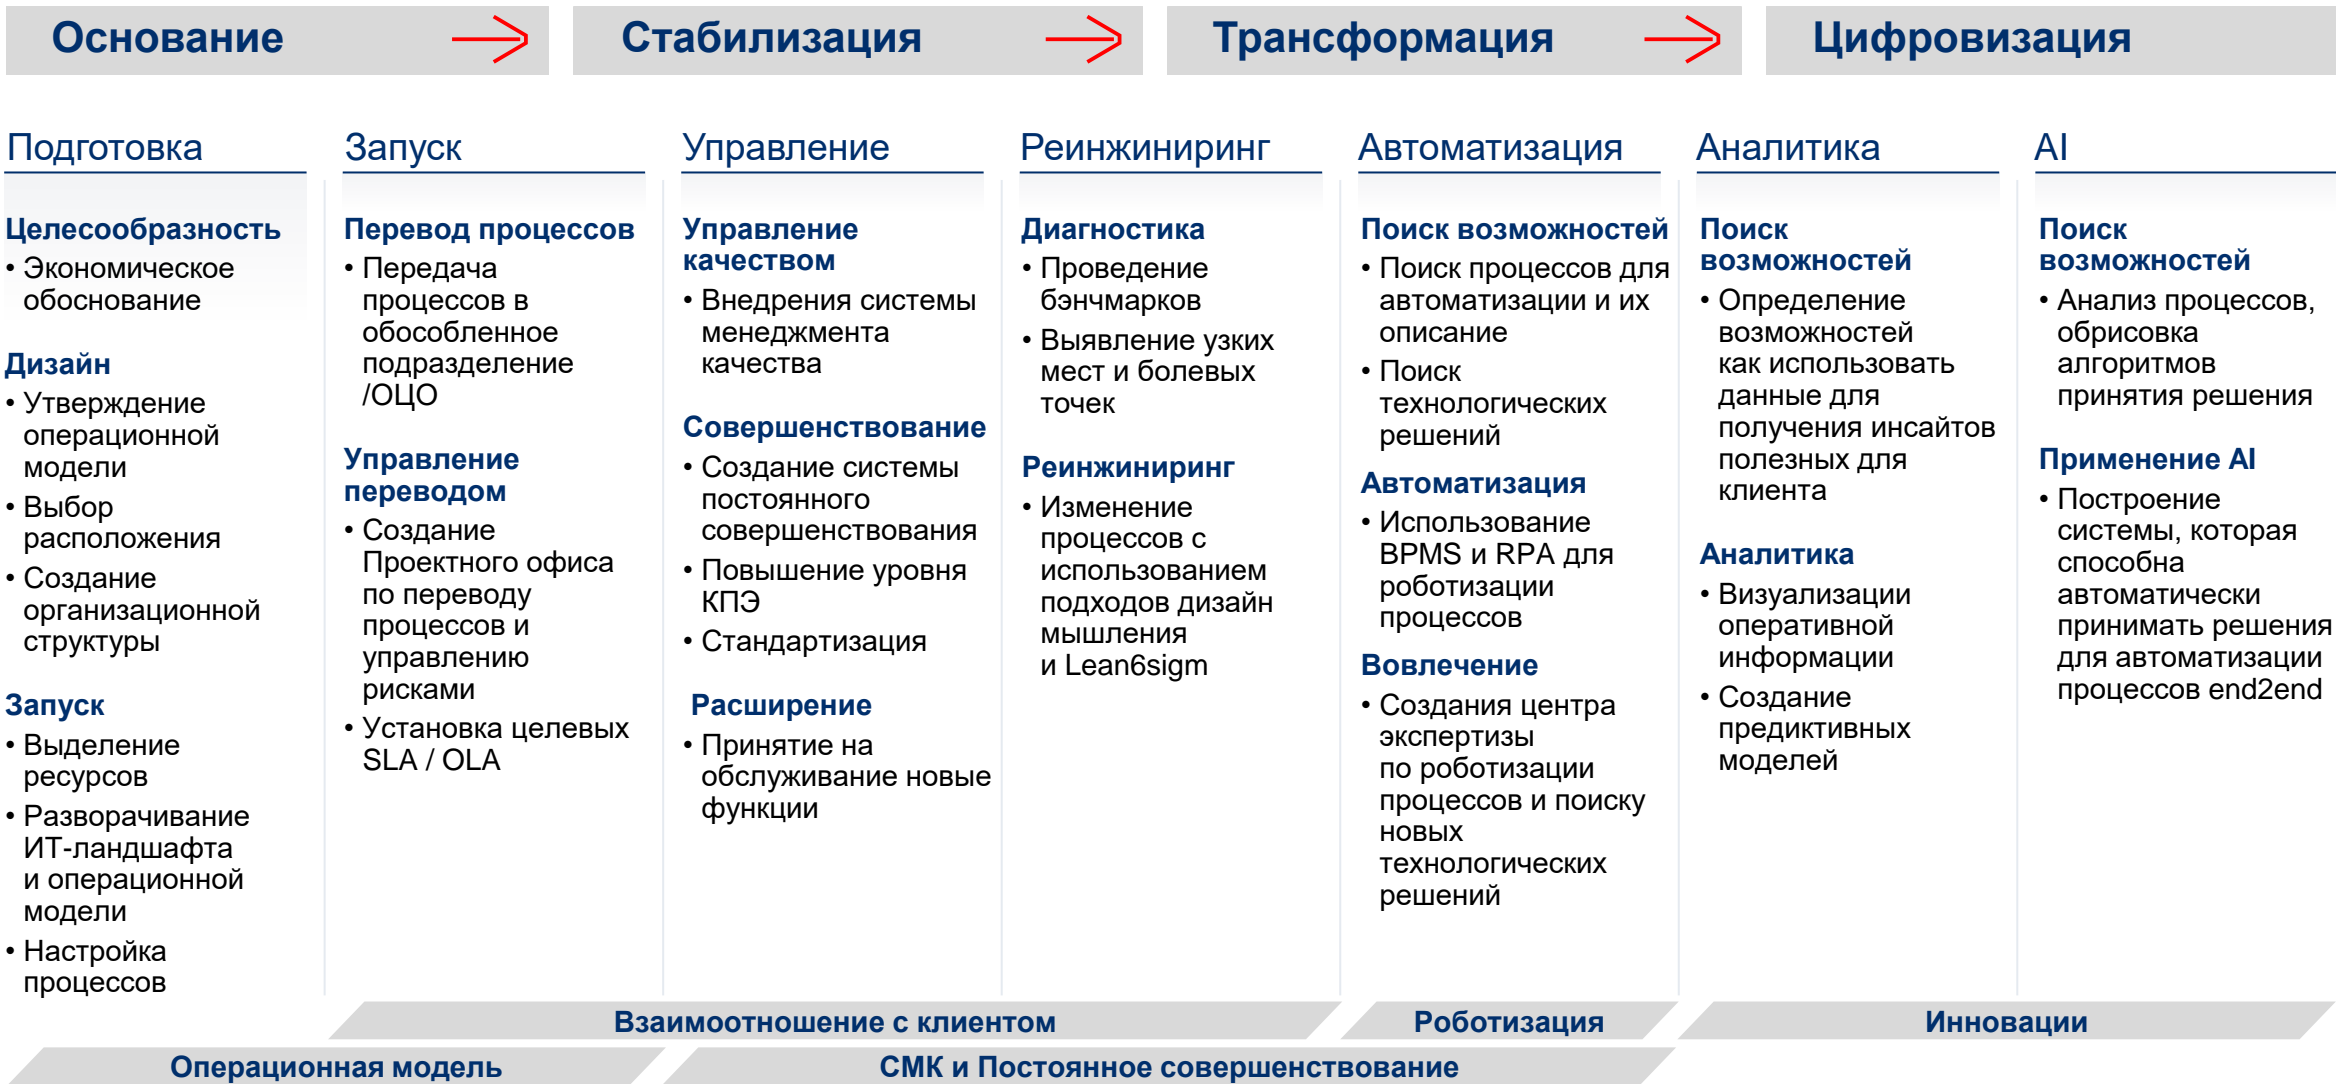 Основание
Стабилизация
Трансформация
Цифровизация
Подготовка
Целесообразность
• Экономическое
обоснование
Дизайн
• Утверждение
операционной
модели
• Выбор
расположения
• Создание
организационной
структуры
Запуск
• Выделение
ресурсов
• Разворачивание
ИТ-ландшафта
и операционной
модели
• Настройка
процессов
Запуск
Перевод процессов
• Передача
процессов в
обособленное
подразделение
/ОЦО
Управление
переводом
• Создание
Проектного офиса
по переводу
процессов и
управлению
рисками
• Установка целевых
SLA / OLA
Управление
Управление
качеством
• Внедрения системы
менеджмента
качества
Совершенствование
• Создание системы
постоянного
совершенствования
• Повышение уровня
КПЭ
• Стандартизация
Расширение
• Принятие на
обслуживание новые
функции
Реинжиниринг
Диагностика
• Проведение
бэнчмарков
• Выявление узких
мест и болевых
точек
Реинжиниринг
• Изменение
процессов с
использованием
подходов дизайн
мышления
и Lean6sigm
Автоматизация
Поиск возможностей
• Поиск процессов для
автоматизации и их
описание
• Поиск
технологических
решений
Автоматизация
• Использование
BPMS и RPA для
роботизации
процессов
Вовлечение
• Создания центра
экспертизы
по роботизации
процессов и поиску
новых
технологических
решений
Аналитика
Поиск
возможностей
• Определение
возможностей
как использовать
данные для
получения инсайтов
полезных для
клиента
Аналитика
• Визуализации
оперативной
информации
• Создание
предиктивных
моделей
AI
Поиск
возможностей
• Анализ процессов,
обрисовка
алгоритмов
принятия решения
Применение AI
• Построение
системы, которая
способна
автоматически
принимать решения
для автоматизации
процессов end2end
Взаимоотношение с клиентом
Роботизация
Инновации
Операционная модель
СМК и Постоянное совершенствование